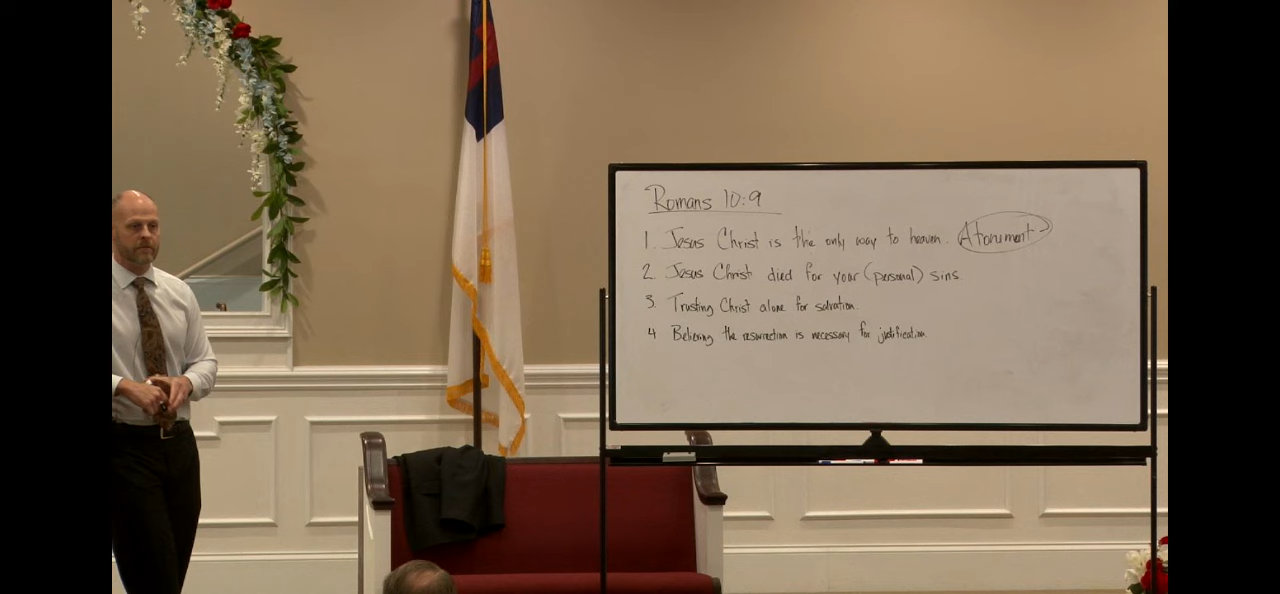 Romans 10:9
1. Jesus Christ is the only way to heaven. Atonement
2. Jesus Christ died for your (personal) sins
3. Trusting Christ alone for salvation.
4 Believing the resurrection is necessary for justification.